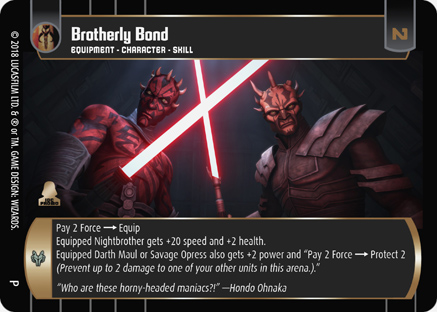 Brotherly Bond
EQUIPMENT - CHARACTER - SKILL
N
© 2018 LUCASFILM LTD. & ® or TM. GAME DESIGN: WIZARDS.
IDC PROMO
P
Pay 2 Force → Equip
Equipped Nightbrother gets +20 speed and +2 health.
Equipped Darth Maul or Savage Opress also gets +2 power and “Pay 2 Force → Protect 2
(Prevent up to 2 damage to one of your other units in this arena.).”
“Who are these horny-headed maniacs?!” —Hondo Ohnaka